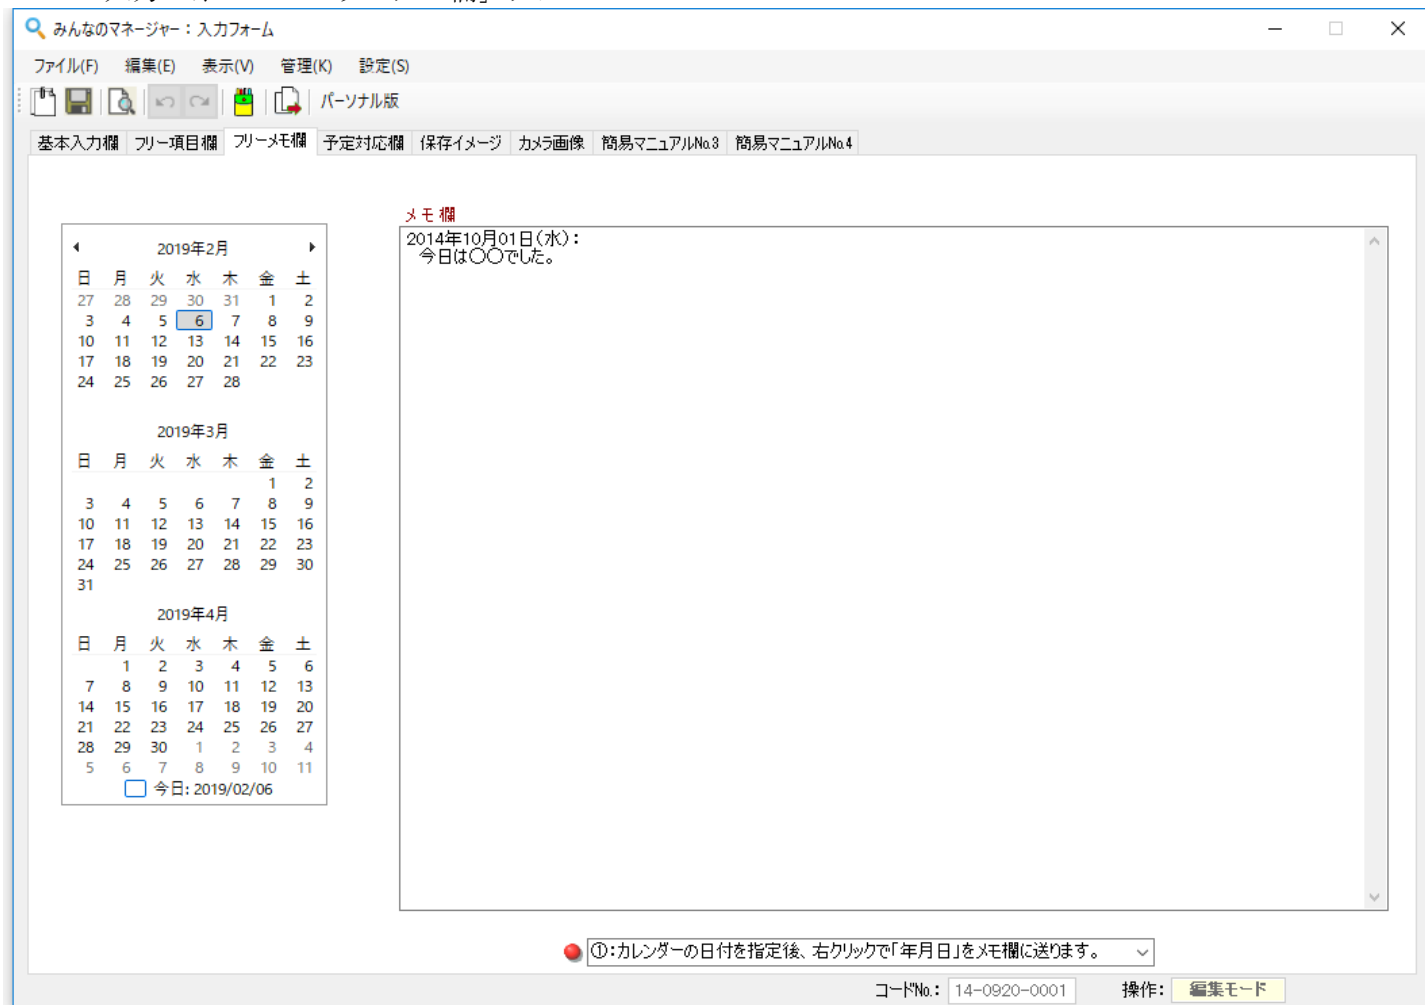 みんなのマネージャー：入力フォーム
ファイル(F) 編集(E) 表示(V) 管理(K) 設定(S)
パーソナル版
基本入力欄 フリー項目欄 フリーメモ欄 予定対応欄 保存イメージ カメラ画像 簡易マニュアルNo.3 簡易マニュアルNo.4
メモ欄
2014年10月01日(水)：
今日は〇〇でした。
2019年2月
日 月 火 水 木 金 土
27 28 29 30 31 1 2
3 4 5 6 7 8 9
10 11 12 13 14 15 16
17 18 19 20 21 22 23
24 25 26 27 28
2019年3月
日 月 火 水 木 金 土
1 2
3 4 5 6 7 8 9
10 11 12 13 14 15 16
17 18 19 20 21 22 23
24 25 26 27 28 29 30
31
2019年4月
日 月 火 水 木 金 土
1 2 3 4 5 6
7 8 9 10 11 12 13
14 15 16 17 18 19 20
21 22 23 24 25 26 27
28 29 30 1 2 3 4
5 6 7 8 9 10 11
今日: 2019/02/06
①：カレンダーの日付を指定後、右クリックで「年月日」をメモ欄に送ります。
コードNo.： 14-0920-0001 操作： 編集モード